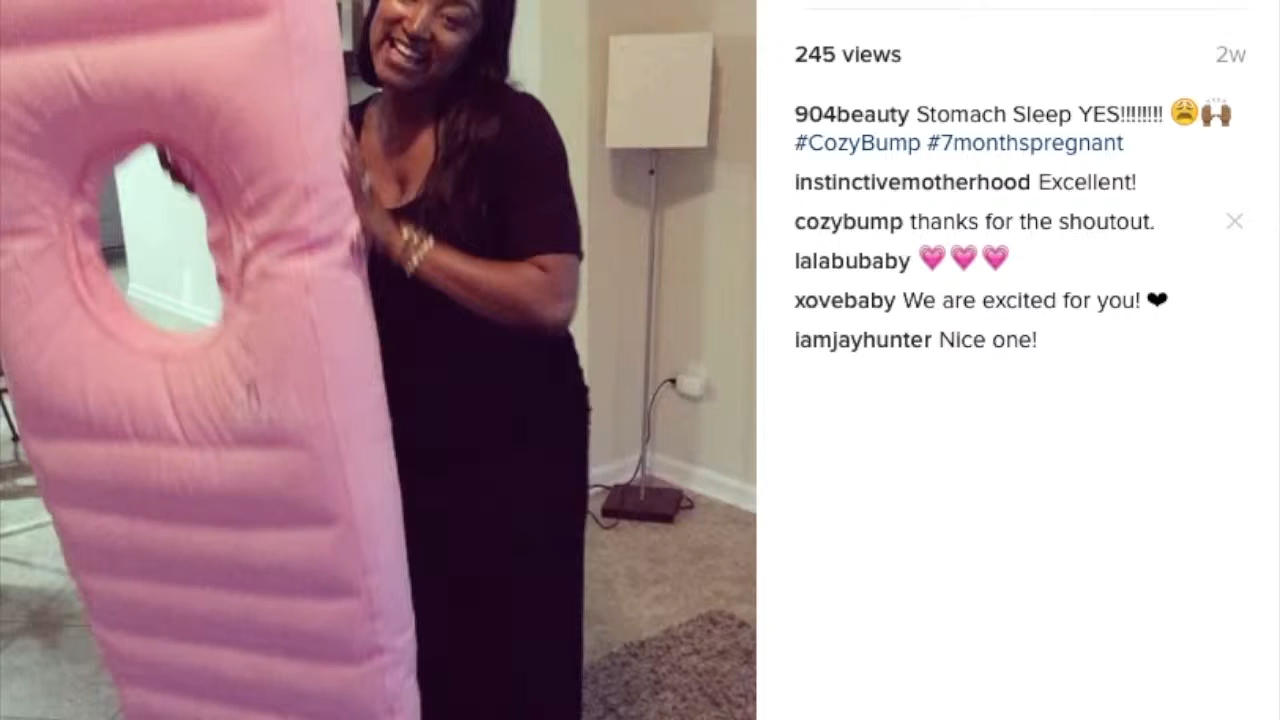 245 views 2w
904beauty Stomach Sleep YES!!!!!!!! 😩🙌🏾
#CozyBump #7monthspregnant
instinctivemotherhood Excellent!
cozybump thanks for the shoutout.
lalabubaby 💗💗💗
xovebaby We are excited for you! ❤
iamjayhunter Nice one!